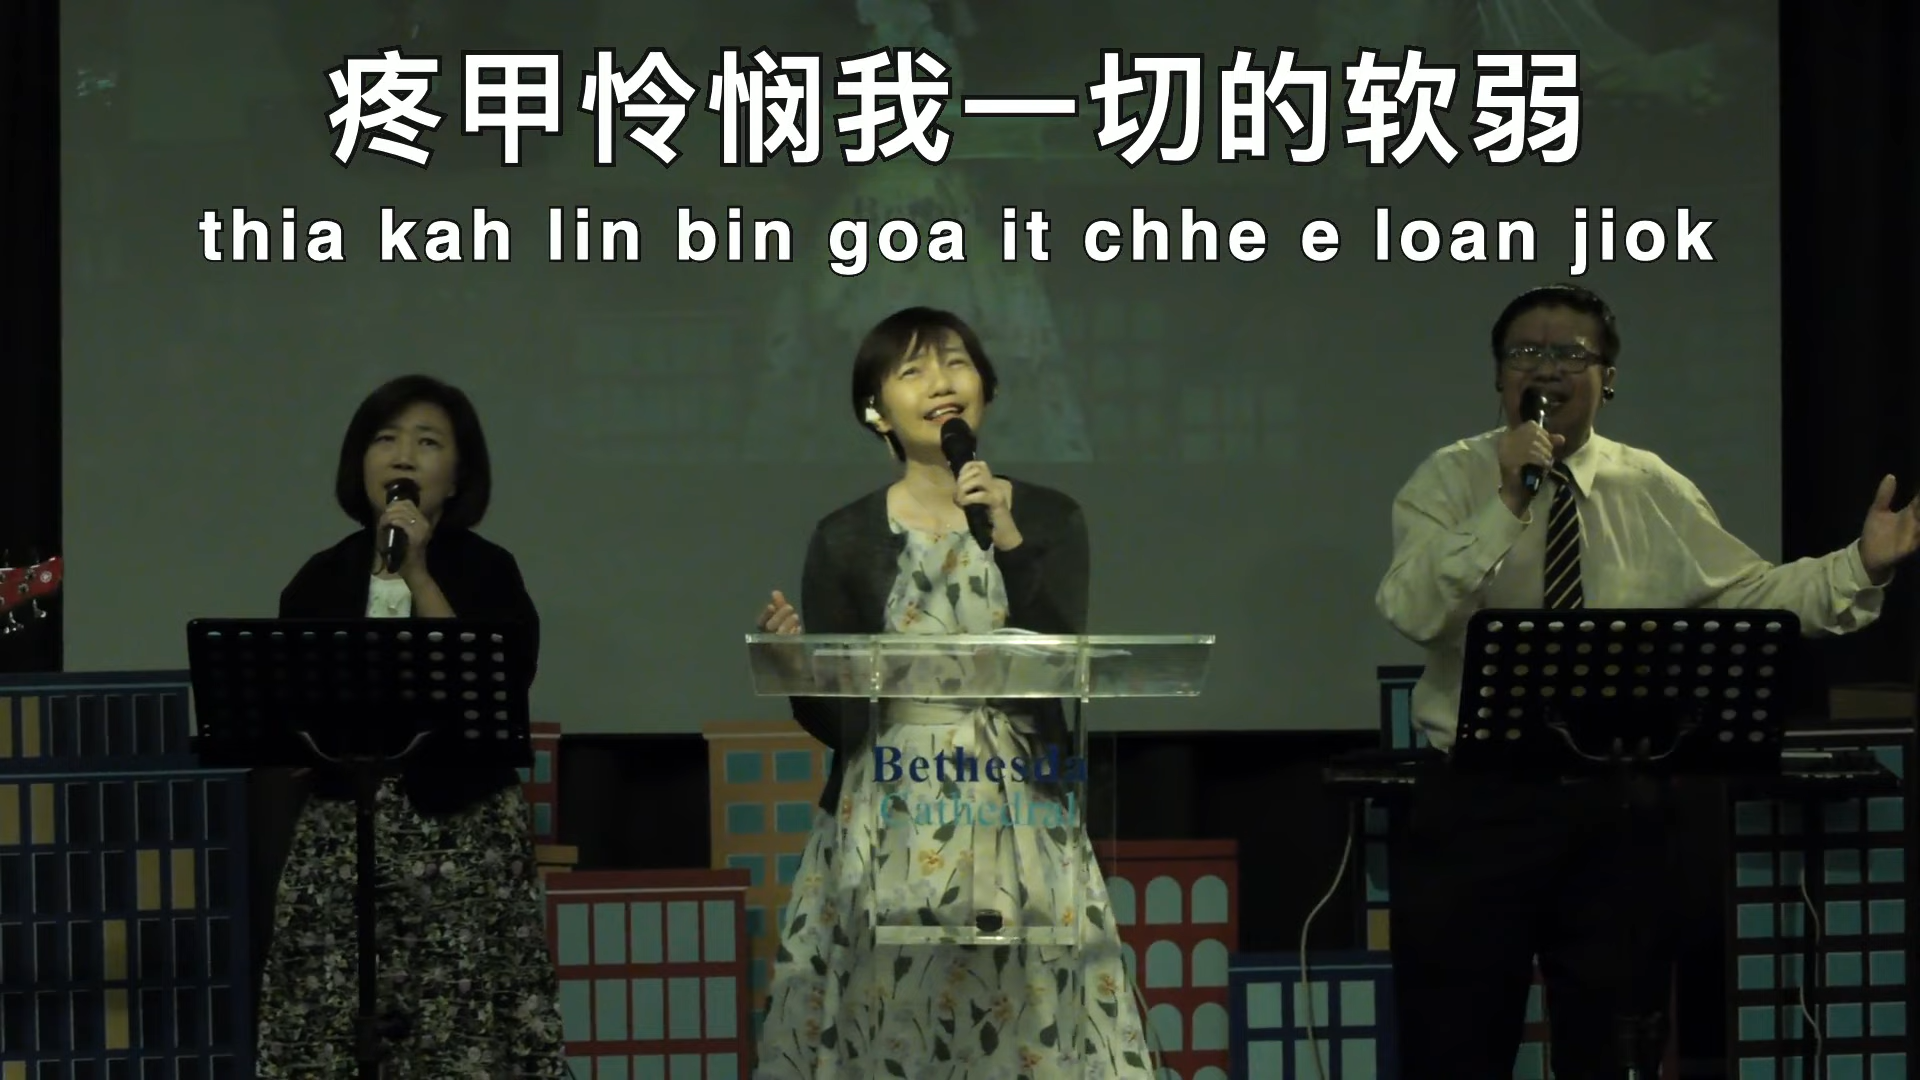 疼甲怜悯我一切的软弱
thia kah lin bin goa it chhe e loan jiok
Bethesda
Cathedral